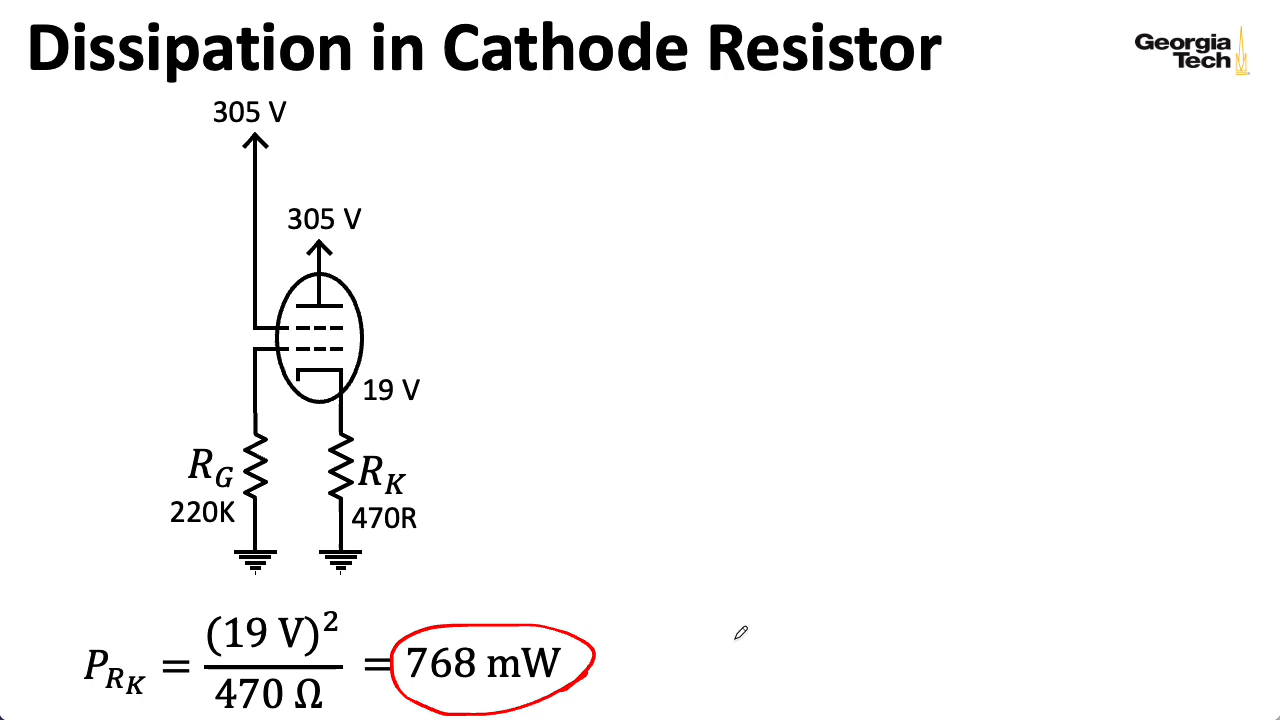 Dissipation in Cathode Resistor
Georgia
Tech
305 V
305 V
19 V
R_G
220K
R_K
470R
P_{R_K} = (19 V)² / 470 Ω = 768 mW